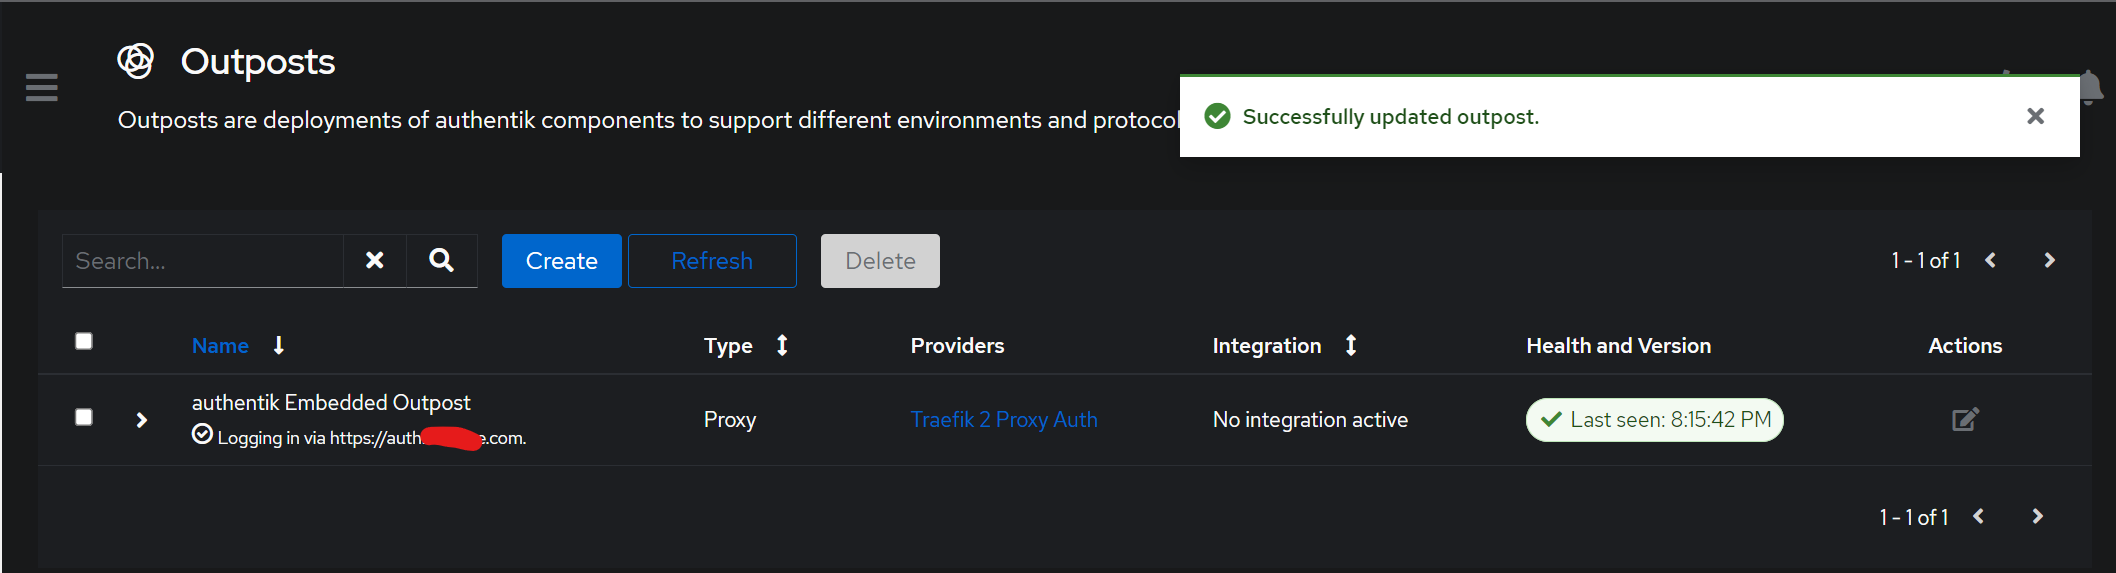 Outposts
Outposts are deployments of authentik components to support different environments and protocol
Successfully updated outpost.
Search...
Create
Refresh
Delete
1 - 1 of 1
Name
Type
Providers
Integration
Health and Version
Actions
authentik Embedded Outpost
Proxy
Traefik 2 Proxy Auth
No integration active
Last seen: 8:15:42 PM
Logging in via https://auth e.com.
1 - 1 of 1